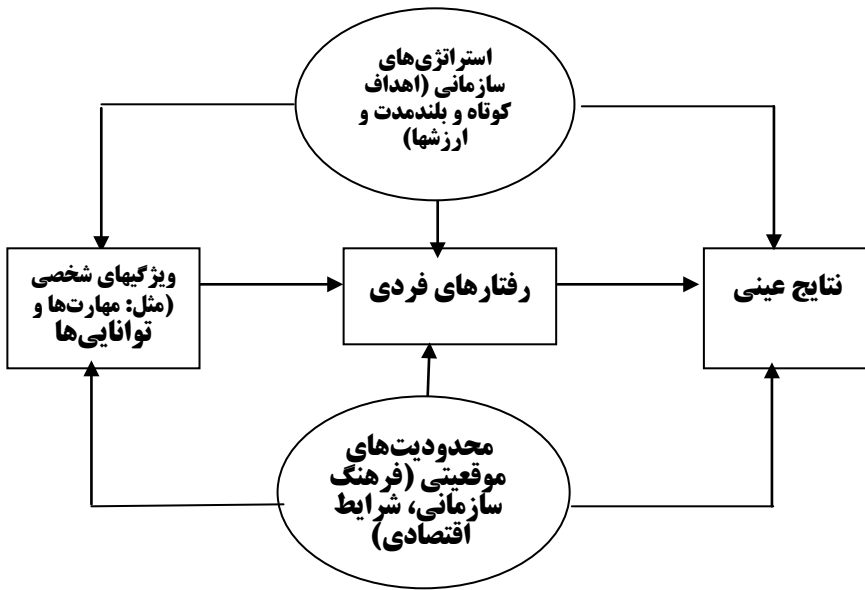 استراتژی‌های
سازمانی (اهداف
کوتاه و بلندمدت و
ارزشها)
ویژگیهای شخصی
(مثل: مهارت‌ها و
توانایی‌ها
رفتارهای فردی
نتایج عینی
محدودیت‌های
موقعیتی (فرهنگ
سازمانی، شرایط
اقتصادی)